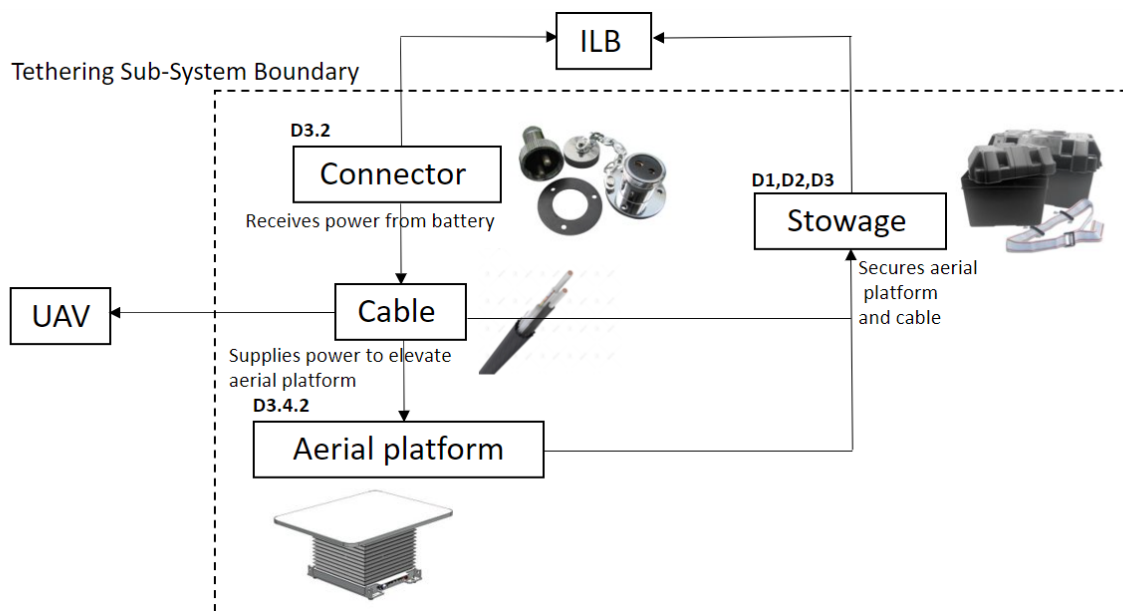 ILB
Tethering Sub-System Boundary
D3.2
Connector
Receives power from battery
D1,D2,D3
Stowage
Secures aerial
platform
and cable
UAV
Cable
Supplies power to elevate
aerial platform
D3.4.2
Aerial platform